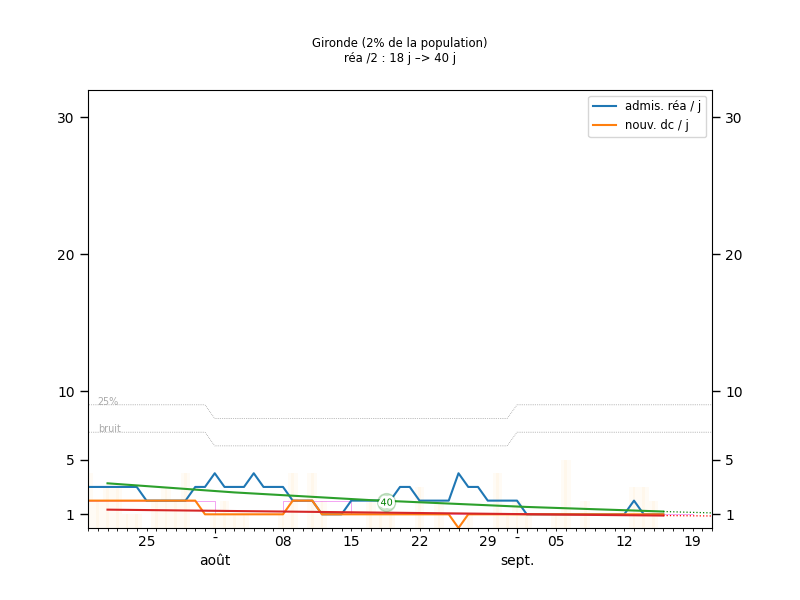 Gironde (2% de la population)
réa /2 : 18 j –> 40 j
admis. réa / j
nouv. dc / j
30 30
20 20
10 10
25%
bruit
5 5
40
1 1
25 - 08 15 22 29 - 05 12 19
août sept.